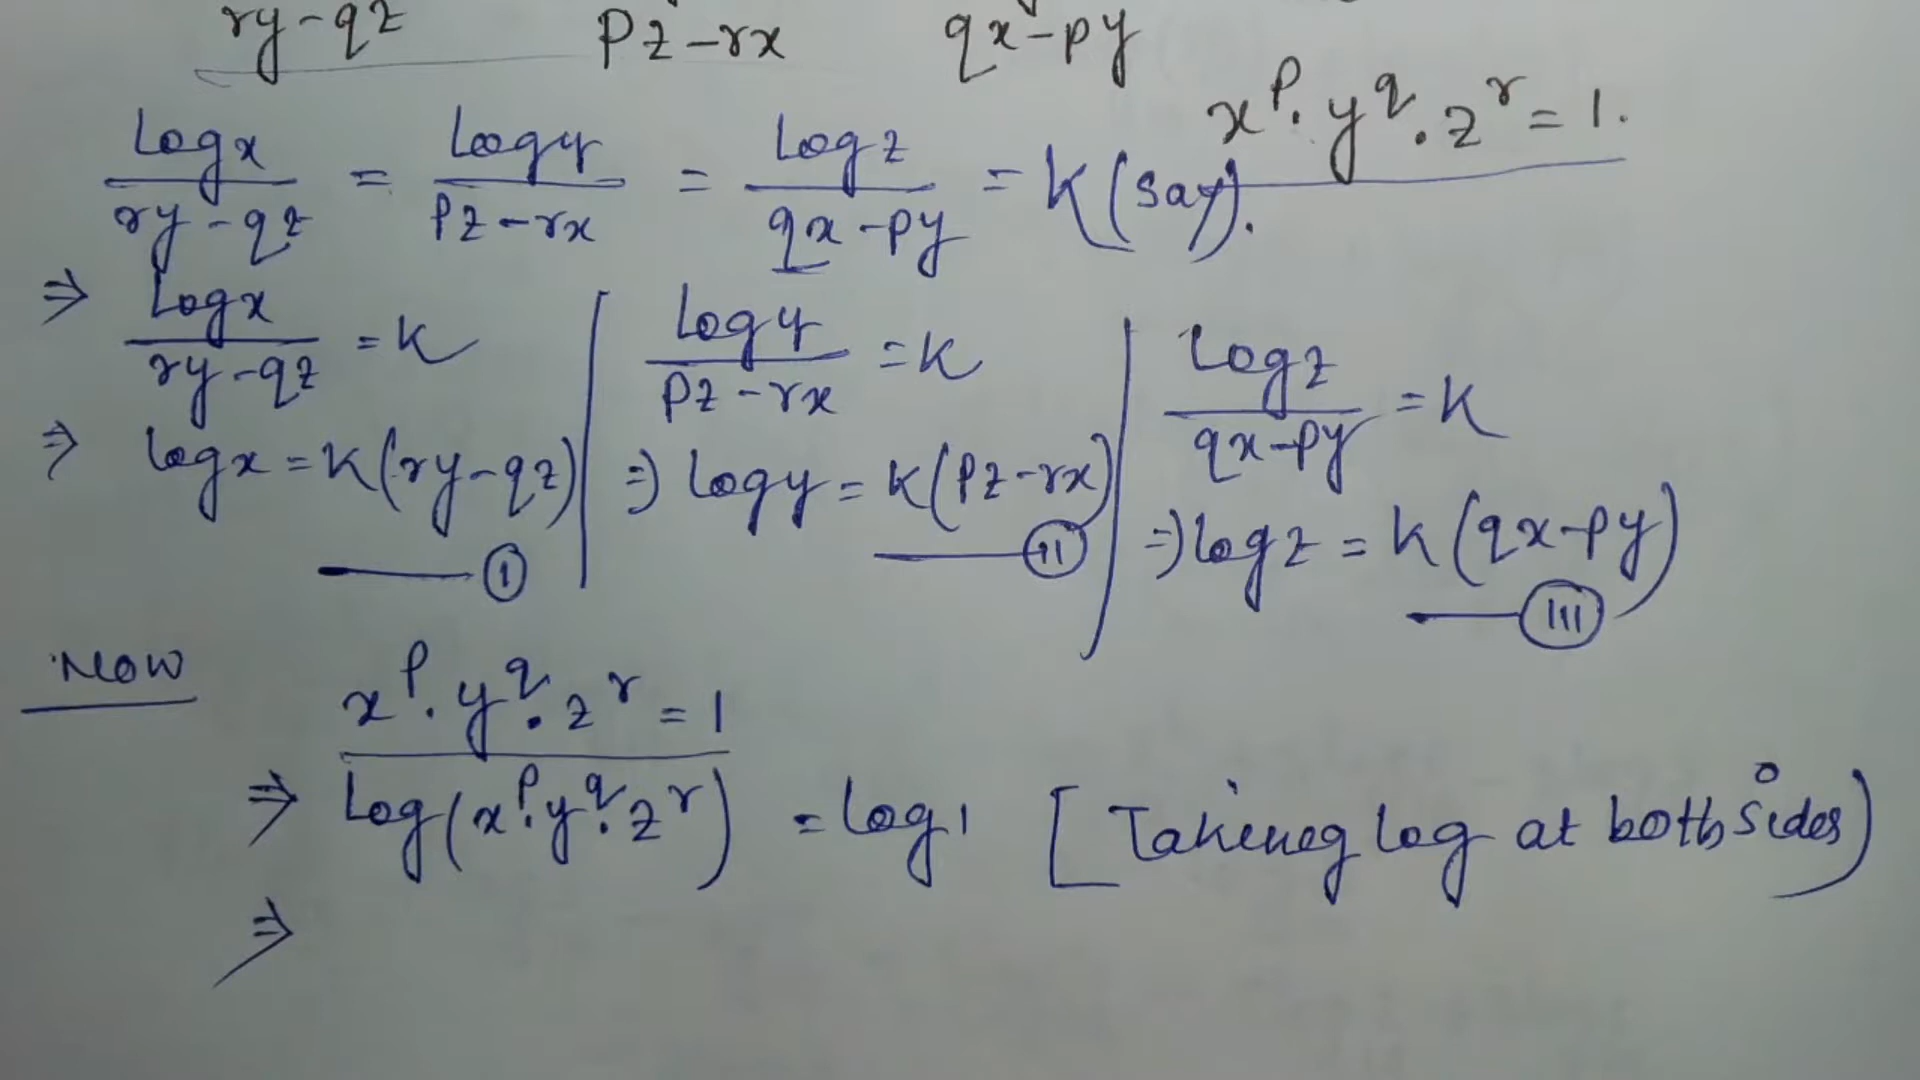 ry-qz   Pz-rx   qx-py
x^p . y^q . z^r = 1.
Logx/(ry-qz) = Logy/(Pz-rx) = Logz/(qx-py) = K (say).
⇒ Logx/(ry-qz) = K | Logy/(Pz-rx) = K | Logz/(qx-py) = K
⇒ logx = K(ry-qz) ——(I) | ⇒ Logy = K(Pz-rx) ——(II) | ⇒ logz = K(qx-py) ——(III)
Now x^p . y^q . z^r = 1
⇒ Log(x^p . y^q . z^r) = Log1 [Takineg log at both sides)
⇒